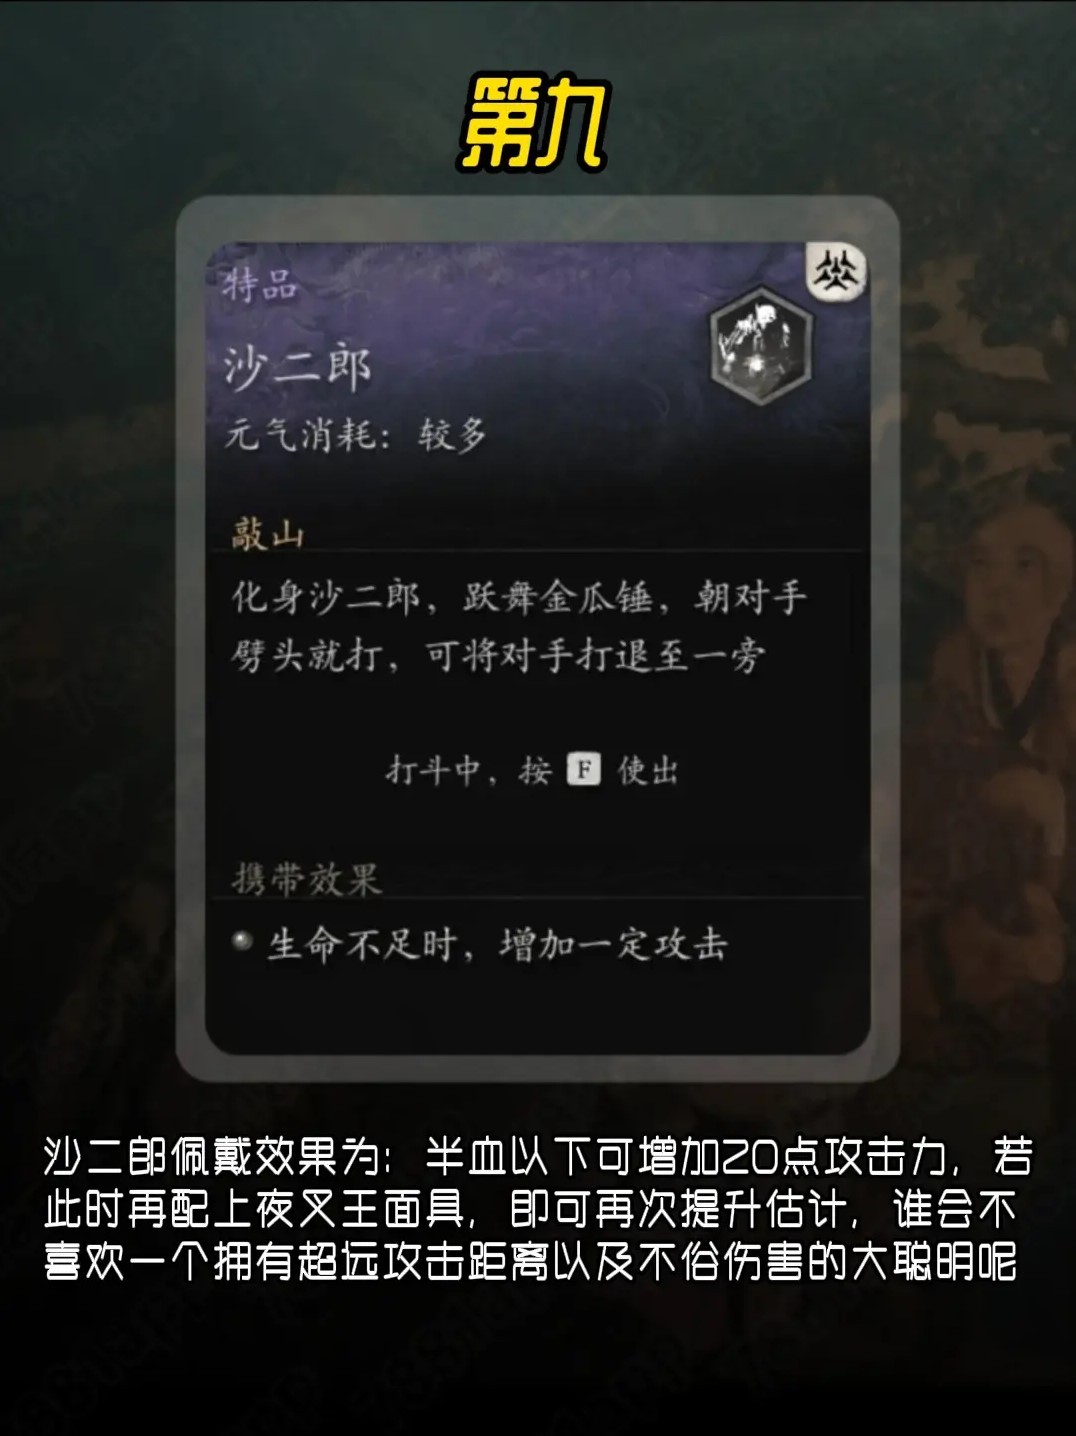 第九
特品
沙二郎
元气消耗：较多
敲山
化身沙二郎，跃舞金瓜锤，朝对手
劈头就打，可将对手打退至一旁
打斗中，按 F 使出
携带效果
生命不足时，增加一定攻击
沙二郎佩戴效果为：半血以下可增加20点攻击力，若
此时再配上夜叉王面具，即可再次提升估计，谁会不
喜欢一个拥有超远攻击距离以及不俗伤害的大聪明呢